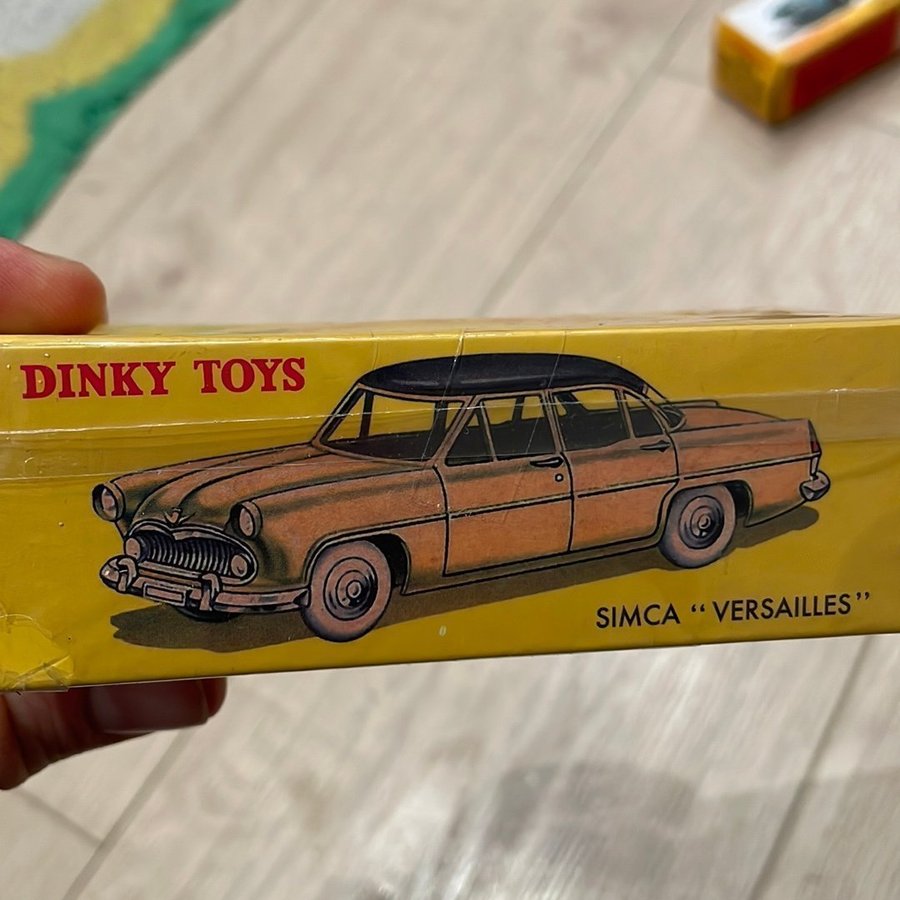 DINKY TOYS
SIMCA “ VERSAILLES ”